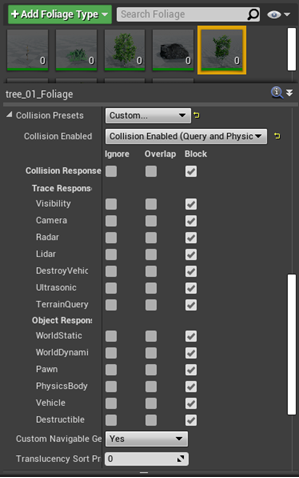 + Add Foliage Type Search Foliage
0 0 0 0 0
tree_01_Foliage
Collision Presets Custom...
Collision Enabled Collision Enabled (Query and Physic
Ignore Overlap Block
Collision Response
Trace Respons
Visibility
Camera
Radar
Lidar
DestroyVehic
Ultrasonic
TerrainQuery
Object Respon
WorldStatic
WorldDynami
Pawn
PhysicsBody
Vehicle
Destructible
Custom Navigable Ge Yes
Translucency Sort Pr 0